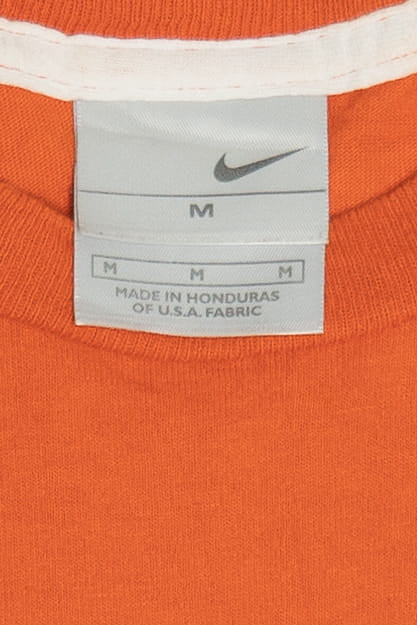 M
M M M
MADE IN HONDURAS
OF U.S.A. FABRIC